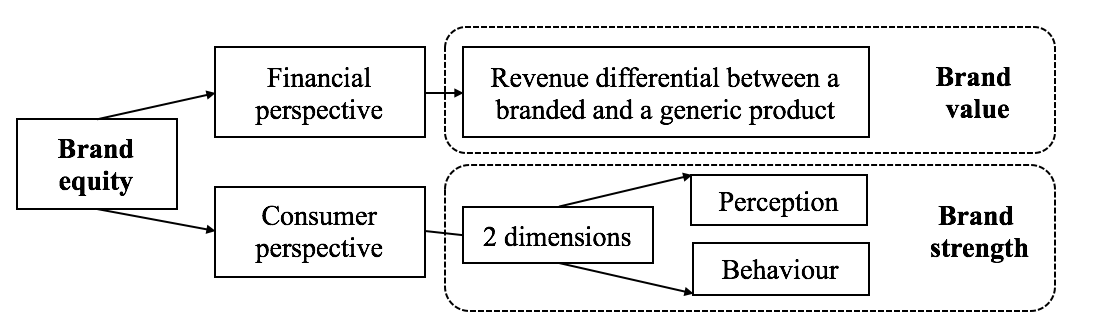 Brand
equity
Financial
perspective
Revenue differential between a
branded and a generic product
Brand
value
Consumer
perspective
2 dimensions
Perception
Behaviour
Brand
strength